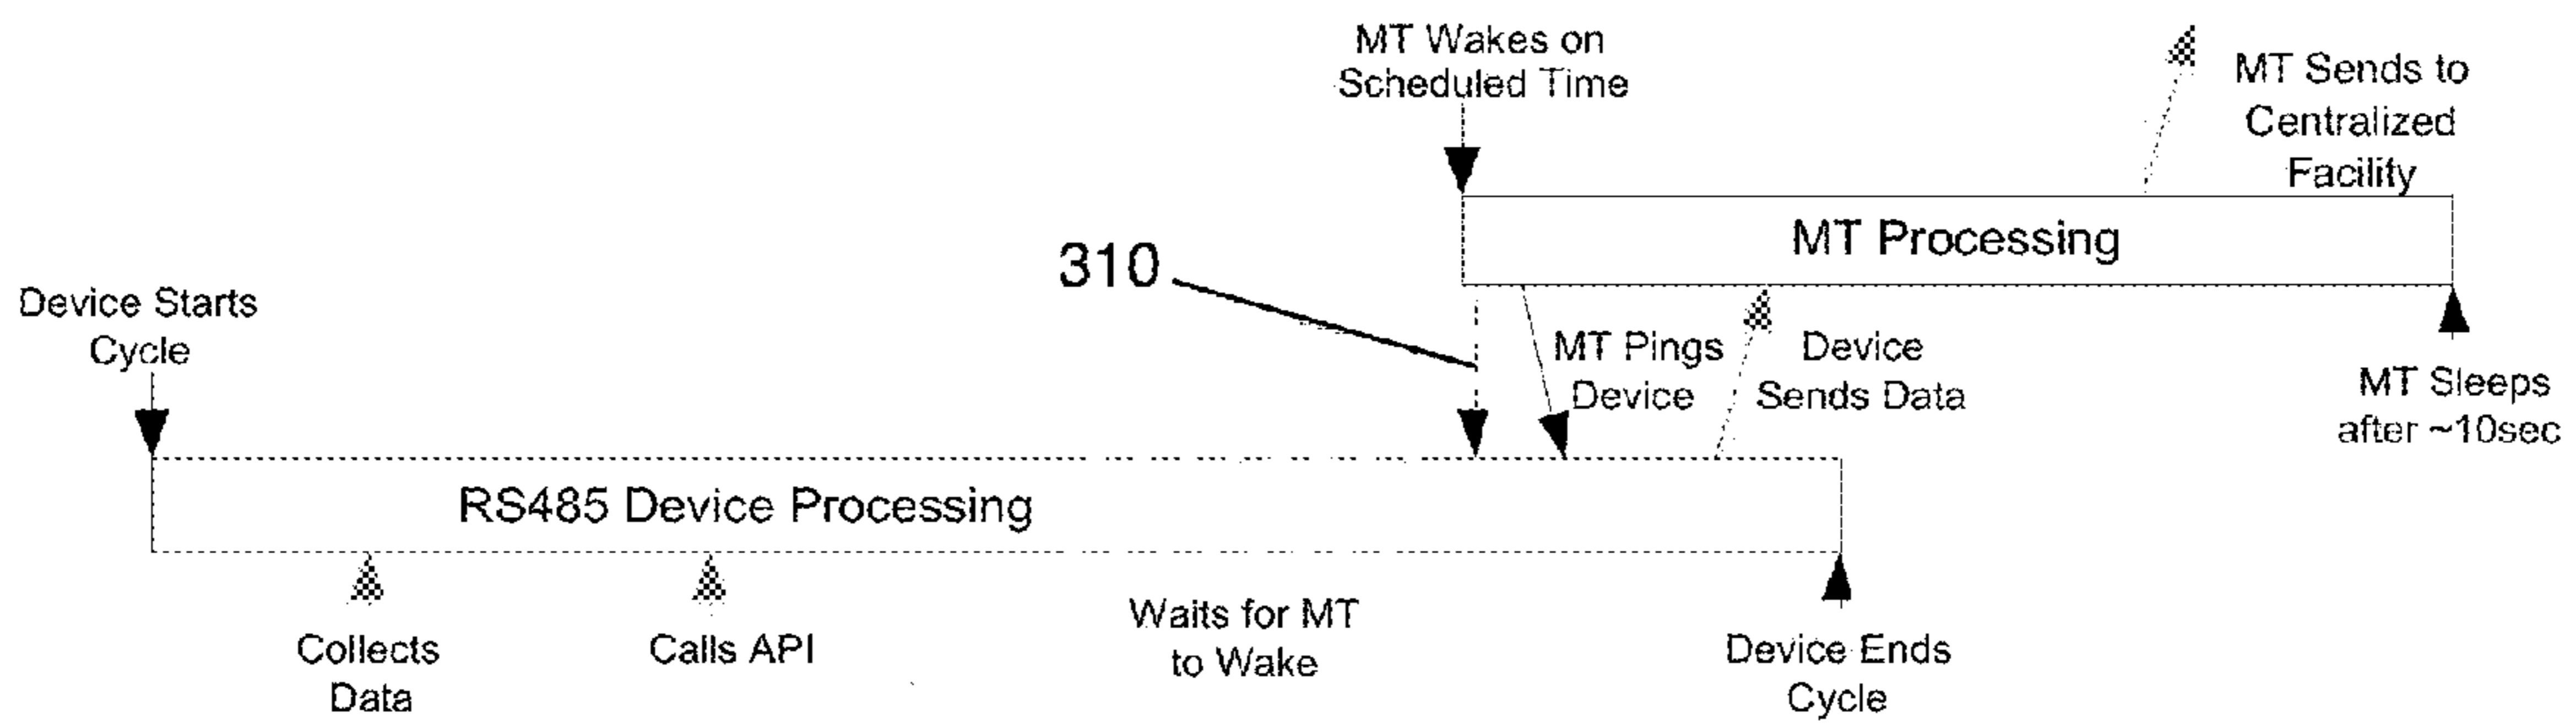 MT Wakes on
Scheduled Time
MT Sends to
Centralized
Facility
MT Processing
310
Device Starts
Cycle
MT Pings
Device
Device
Sends Data
MT Sleeps
after ~10sec
RS485 Device Processing
Collects
Data
Calls API
Waits for MT
to Wake
Device Ends
Cycle